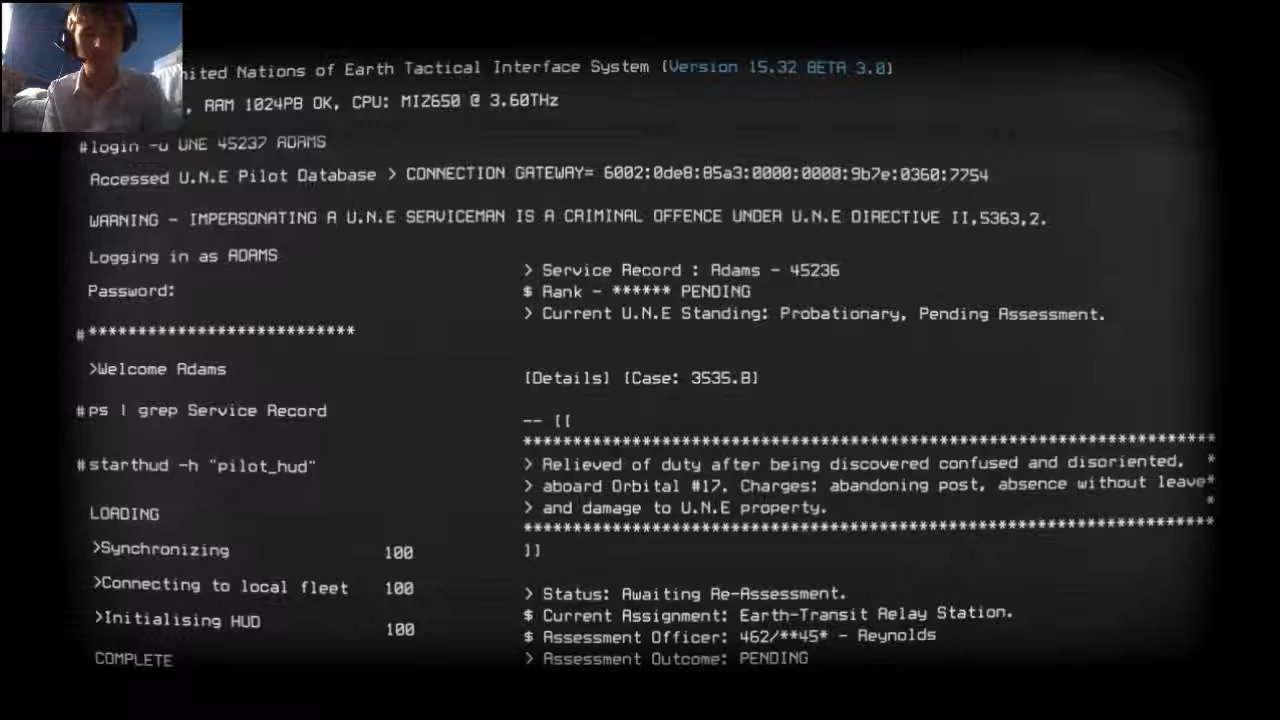 nited Nations of Earth Tactical Interface System (Version 15.32 BETA 3.0)
, RAM 1024PB OK, CPU: MIZ650 @ 3.60THz
#login -u UNE 45237 ADAMS
Accessed U.N.E Pilot Database > CONNECTION GATEWAY= 6002:0de8:85a3:0000:0000:9b7e:0360:7754
WARNING - IMPERSONATING A U.N.E SERVICEMAN IS A CRIMINAL OFFENCE UNDER U.N.E DIRECTIVE II,5363,2.
Logging in as ADAMS
Password:
#***************************
>Welcome Adams
#ps | grep Service Record
#starthud -h "pilot_hud"
LOADING
>Synchronizing 100
>Connecting to local fleet 100
>Initialising HUD 100
COMPLETE
> Service Record : Adams - 45236
$ Rank - ****** PENDING
> Current U.N.E Standing: Probationary, Pending Assessment.
[Details] [Case: 3535.B]
-- [[
**********************************************************************
> Relieved of duty after being discovered confused and disoriented, *
> aboard Orbital #17. Charges: abandoning post, absence without leave*
> and damage to U.N.E property. *
**********************************************************************
]]
> Status: Awaiting Re-Assessment.
$ Current Assignment: Earth-Transit Relay Station.
$ Assessment Officer: 462/**45* - Reynolds
> Assessment Outcome: PENDING